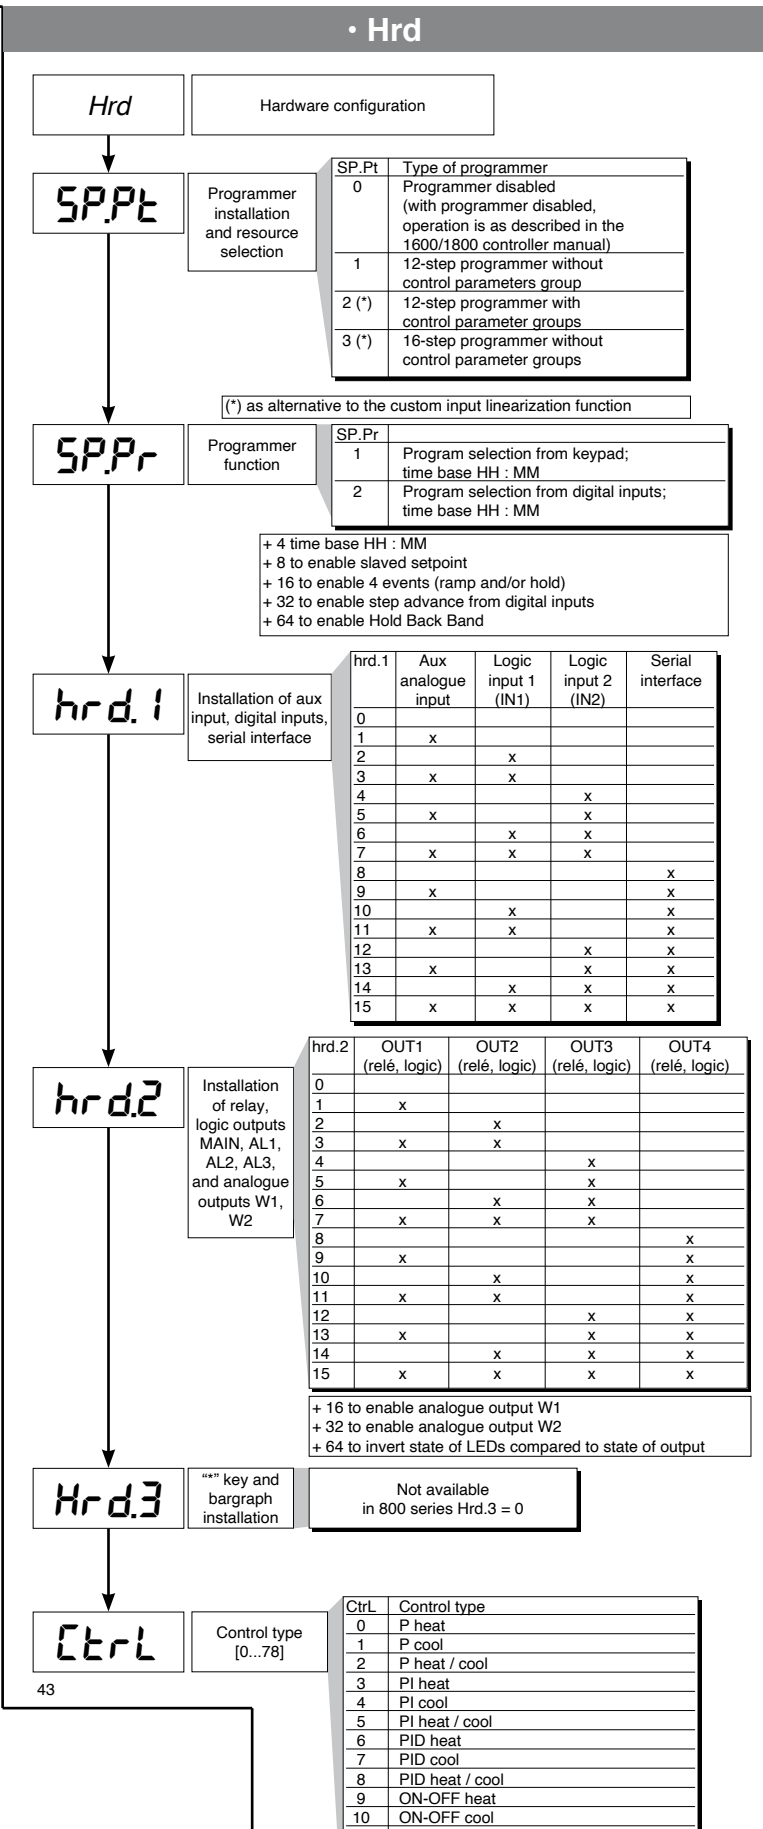 • Hrd
Hrd
Hardware configuration
SP.Pt
Programmer
installation
and resource
selection
SP.Pt Type of programmer
0 Programmer disabled
(with programmer disabled,
operation is as described in the
1600/1800 controller manual)
1 12-step programmer without
control parameters group
2 (*) 12-step programmer with
control parameter groups
3 (*) 16-step programmer without
control parameter groups
(*) as alternative to the custom input linearization function
SP.Pr
Programmer
function
SP.Pr
1 Program selection from keypad;
time base HH : MM
2 Program selection from digital inputs;
time base HH : MM
+ 4 time base HH : MM
+ 8 to enable slaved setpoint
+ 16 to enable 4 events (ramp and/or hold)
+ 32 to enable step advance from digital inputs
+ 64 to enable Hold Back Band
hrd.1
Installation of aux
input, digital inputs,
serial interface
hrd.1 Aux Logic Logic Serial
analogue input 1 input 2 interface
input (IN1) (IN2)
0
1 x
2 x
3 x x
4 x
5 x x
6 x x
7 x x x
8 x
9 x x
10 x x
11 x x x
12 x x
13 x x x
14 x x x
15 x x x x
hrd.2
Installation
of relay,
logic outputs
MAIN, AL1,
AL2, AL3,
and analogue
outputs W1,
W2
hrd.2 OUT1 OUT2 OUT3 OUT4
(relé, logic) (relé, logic) (relé, logic) (relé, logic)
0
1 x
2 x
3 x x
4 x
5 x x
6 x x
7 x x x
8 x
9 x x
10 x x
11 x x x
12 x x
13 x x x
14 x x x
15 x x x x
+ 16 to enable analogue output W1
+ 32 to enable analogue output W2
+ 64 to invert state of LEDs compared to state of output
Hrd.3
“*” key and
bargraph
installation
Not available
in 800 series Hrd.3 = 0
CtrL
Control type
[0...78]
CtrL Control type
0 P heat
1 P cool
2 P heat / cool
3 PI heat
4 PI cool
5 PI heat / cool
6 PID heat
7 PID cool
8 PID heat / cool
9 ON-OFF heat
10 ON-OFF cool
43